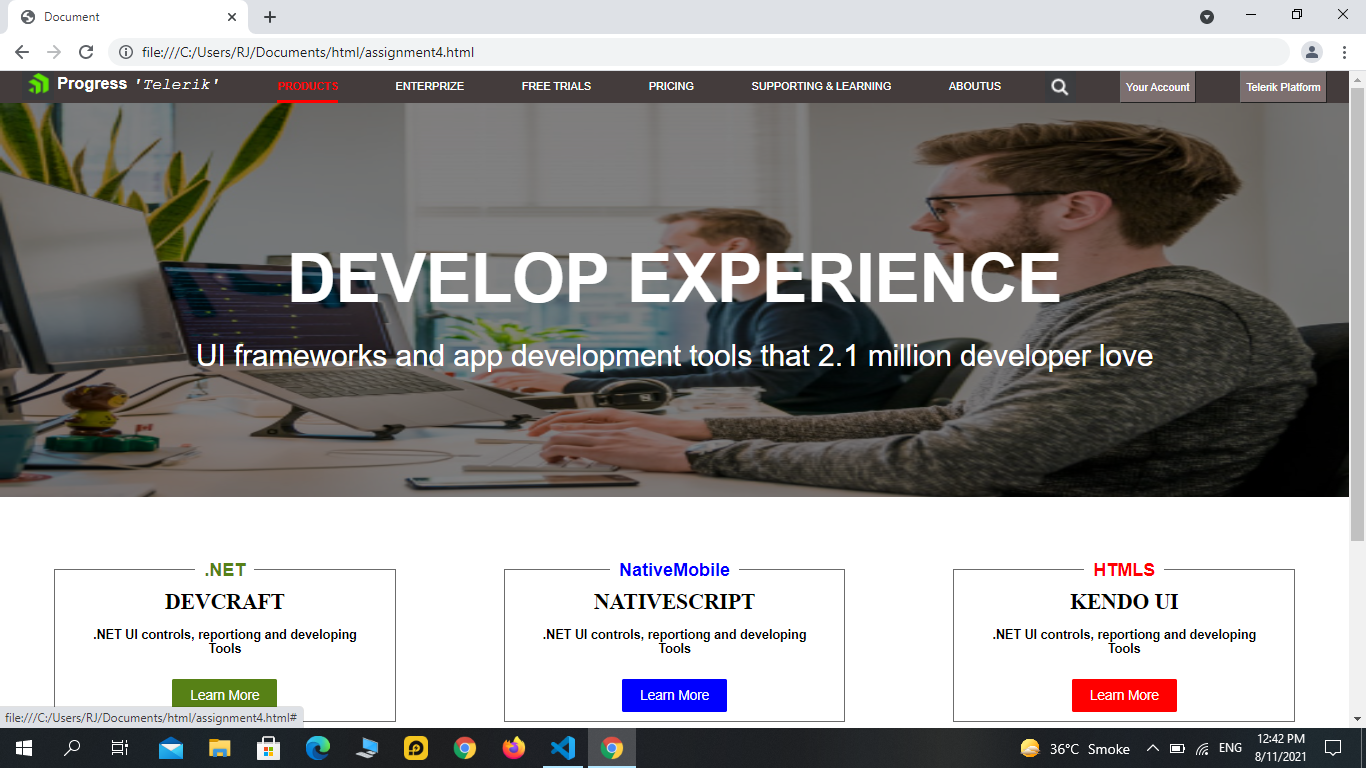 Document
file:///C:/Users/RJ/Documents/html/assignment4.html
Progress 'Telerik' PRODUCTS ENTERPRIZE FREE TRIALS PRICING SUPPORTING & LEARNING ABOUTUS Your Account Telerik Platform
DEVELOP EXPERIENCE
UI frameworks and app development tools that 2.1 million developer love
.NET
DEVCRAFT
.NET UI controls, reportiong and developing
Tools
Learn More
NativeMobile
NATIVESCRIPT
.NET UI controls, reportiong and developing
Tools
Learn More
HTMLS
KENDO UI
.NET UI controls, reportiong and developing
Tools
Learn More
file:///C:/Users/RJ/Documents/html/assignment4.html#
36°C Smoke
ENG
12:42 PM
8/11/2021